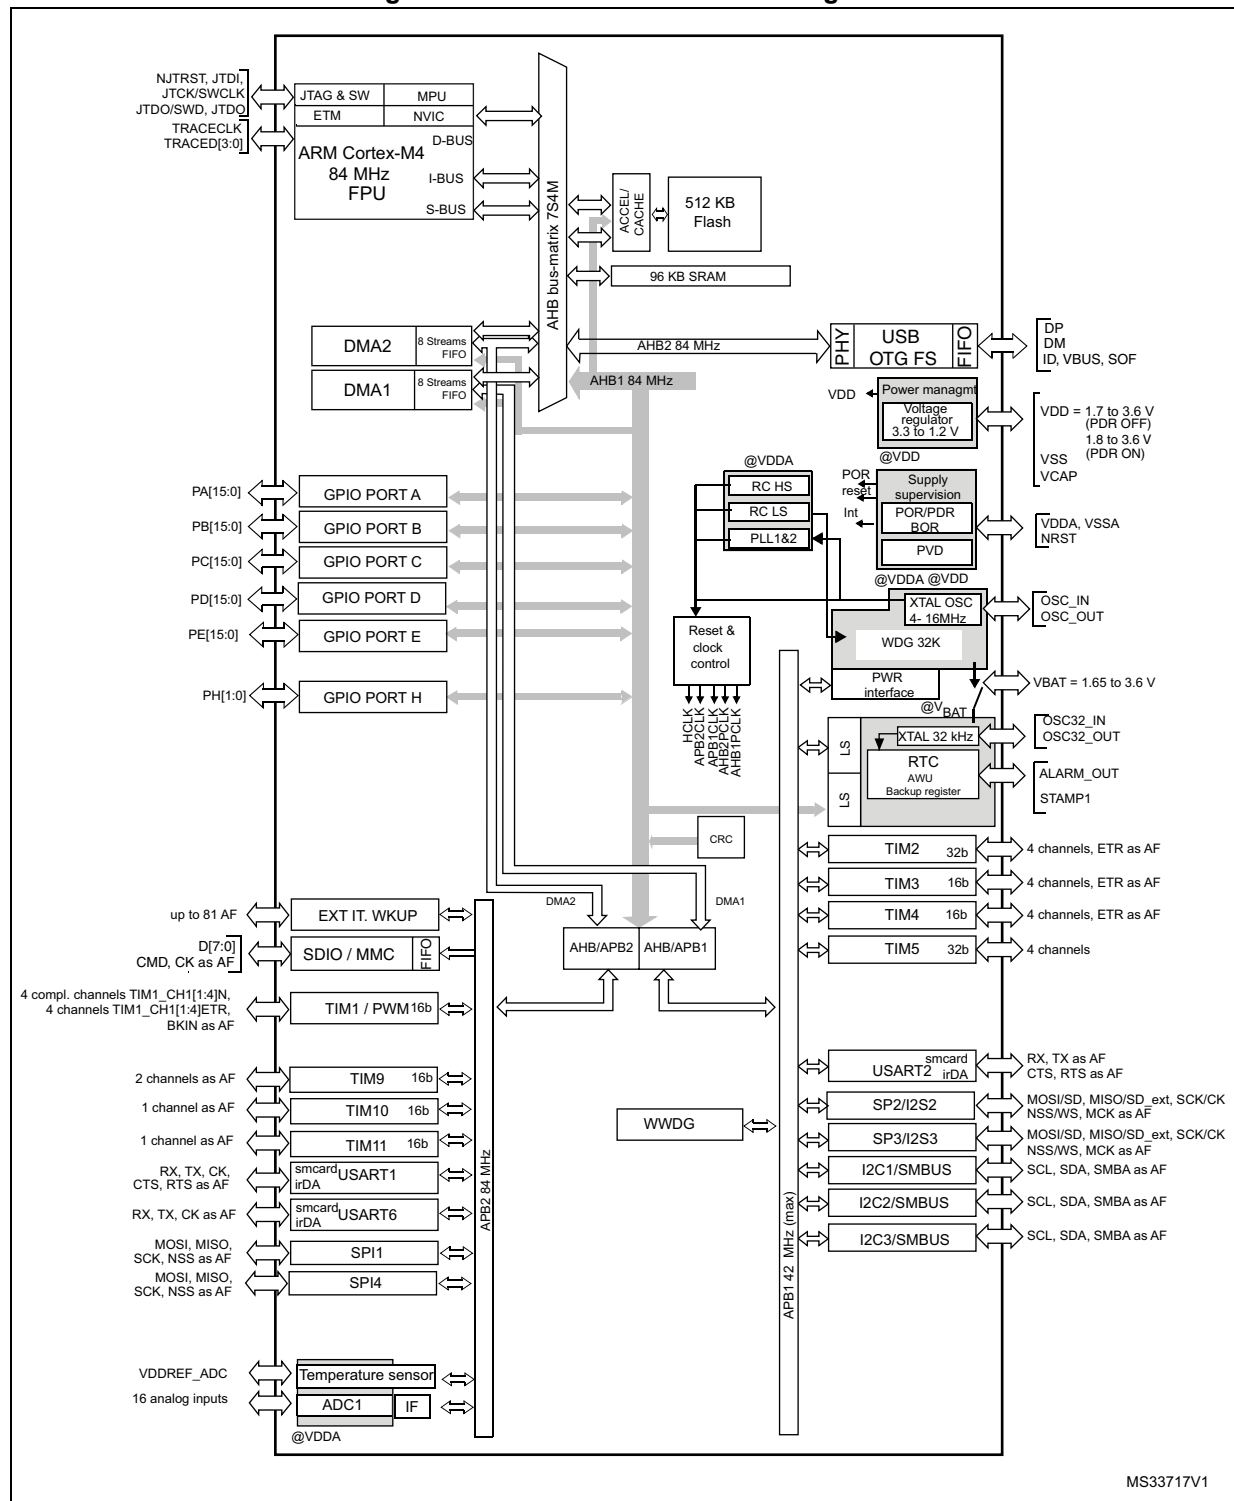 NJTRST, JTDI,
JTCK/SWCLK
JTDO/SWD, JTDO
TRACECLK
TRACED[3:0]
JTAG & SW
MPU
ETM
NVIC
D-BUS
ARM Cortex-M4
84 MHz
FPU
I-BUS
S-BUS
AHB bus-matrix 7S4M
ACCEL/
CACHE
512 KB
Flash
96 KB SRAM
DMA2
8 Streams
FIFO
DMA1
8 Streams
FIFO
AHB2 84 MHz
AHB1 84 MHz
PHY
USB
OTG FS
FIFO
DP
DM
ID, VBUS, SOF
VDD
Power managmt
Voltage
regulator
3.3 to 1.2 V
@VDD
VDD = 1.7 to 3.6 V
(PDR OFF)
1.8 to 3.6 V
(PDR ON)
VSS
VCAP
@VDDA
RC HS
RC LS
PLL1&2
POR
reset
Int
Supply
supervision
POR/PDR
BOR
PVD
VDDA, VSSA
NRST
@VDDA @VDD
XTAL OSC
4- 16MHz
OSC_IN
OSC_OUT
WDG 32K
PWR
interface
VBAT = 1.65 to 3.6 V
@VBAT
Reset &
clock
control
HCLK
APB2CLK
APB1CLK
AHB2PCLK
AHB1PCLK
LS
LS
XTAL 32 kHz
OSC32_IN
OSC32_OUT
RTC
AWU
Backup register
ALARM_OUT
STAMP1
PA[15:0]
GPIO PORT A
PB[15:0]
GPIO PORT B
PC[15:0]
GPIO PORT C
PD[15:0]
GPIO PORT D
PE[15:0]
GPIO PORT E
PH[1:0]
GPIO PORT H
CRC
DMA2
DMA1
AHB/APB2
AHB/APB1
TIM2 32b
4 channels, ETR as AF
TIM3 16b
4 channels, ETR as AF
TIM4 16b
4 channels, ETR as AF
TIM5 32b
4 channels
up to 81 AF
EXT IT. WKUP
D[7:0]
CMD, CK as AF
SDIO / MMC
FIFO
4 compl. channels TIM1_CH1[1:4]N,
4 channels TIM1_CH1[1:4]ETR,
BKIN as AF
TIM1 / PWM 16b
2 channels as AF
TIM9 16b
1 channel as AF
TIM10 16b
1 channel as AF
TIM11 16b
RX, TX, CK,
CTS, RTS as AF
smcard
irDA
USART1
RX, TX, CK as AF
smcard
irDA
USART6
MOSI, MISO,
SCK, NSS as AF
SPI1
MOSI, MISO,
SCK, NSS as AF
SPI4
VDDREF_ADC
Temperature sensor
16 analog inputs
ADC1
IF
@VDDA
APB2 84 MHz
WWDG
APB1 42 MHz (max)
USART2
smcard
irDA
RX, TX as AF
CTS, RTS as AF
SP2/I2S2
MOSI/SD, MISO/SD_ext, SCK/CK
NSS/WS, MCK as AF
SP3/I2S3
MOSI/SD, MISO/SD_ext, SCK/CK
NSS/WS, MCK as AF
I2C1/SMBUS
SCL, SDA, SMBA as AF
I2C2/SMBUS
SCL, SDA, SMBA as AF
I2C3/SMBUS
SCL, SDA, SMBA as AF
MS33717V1